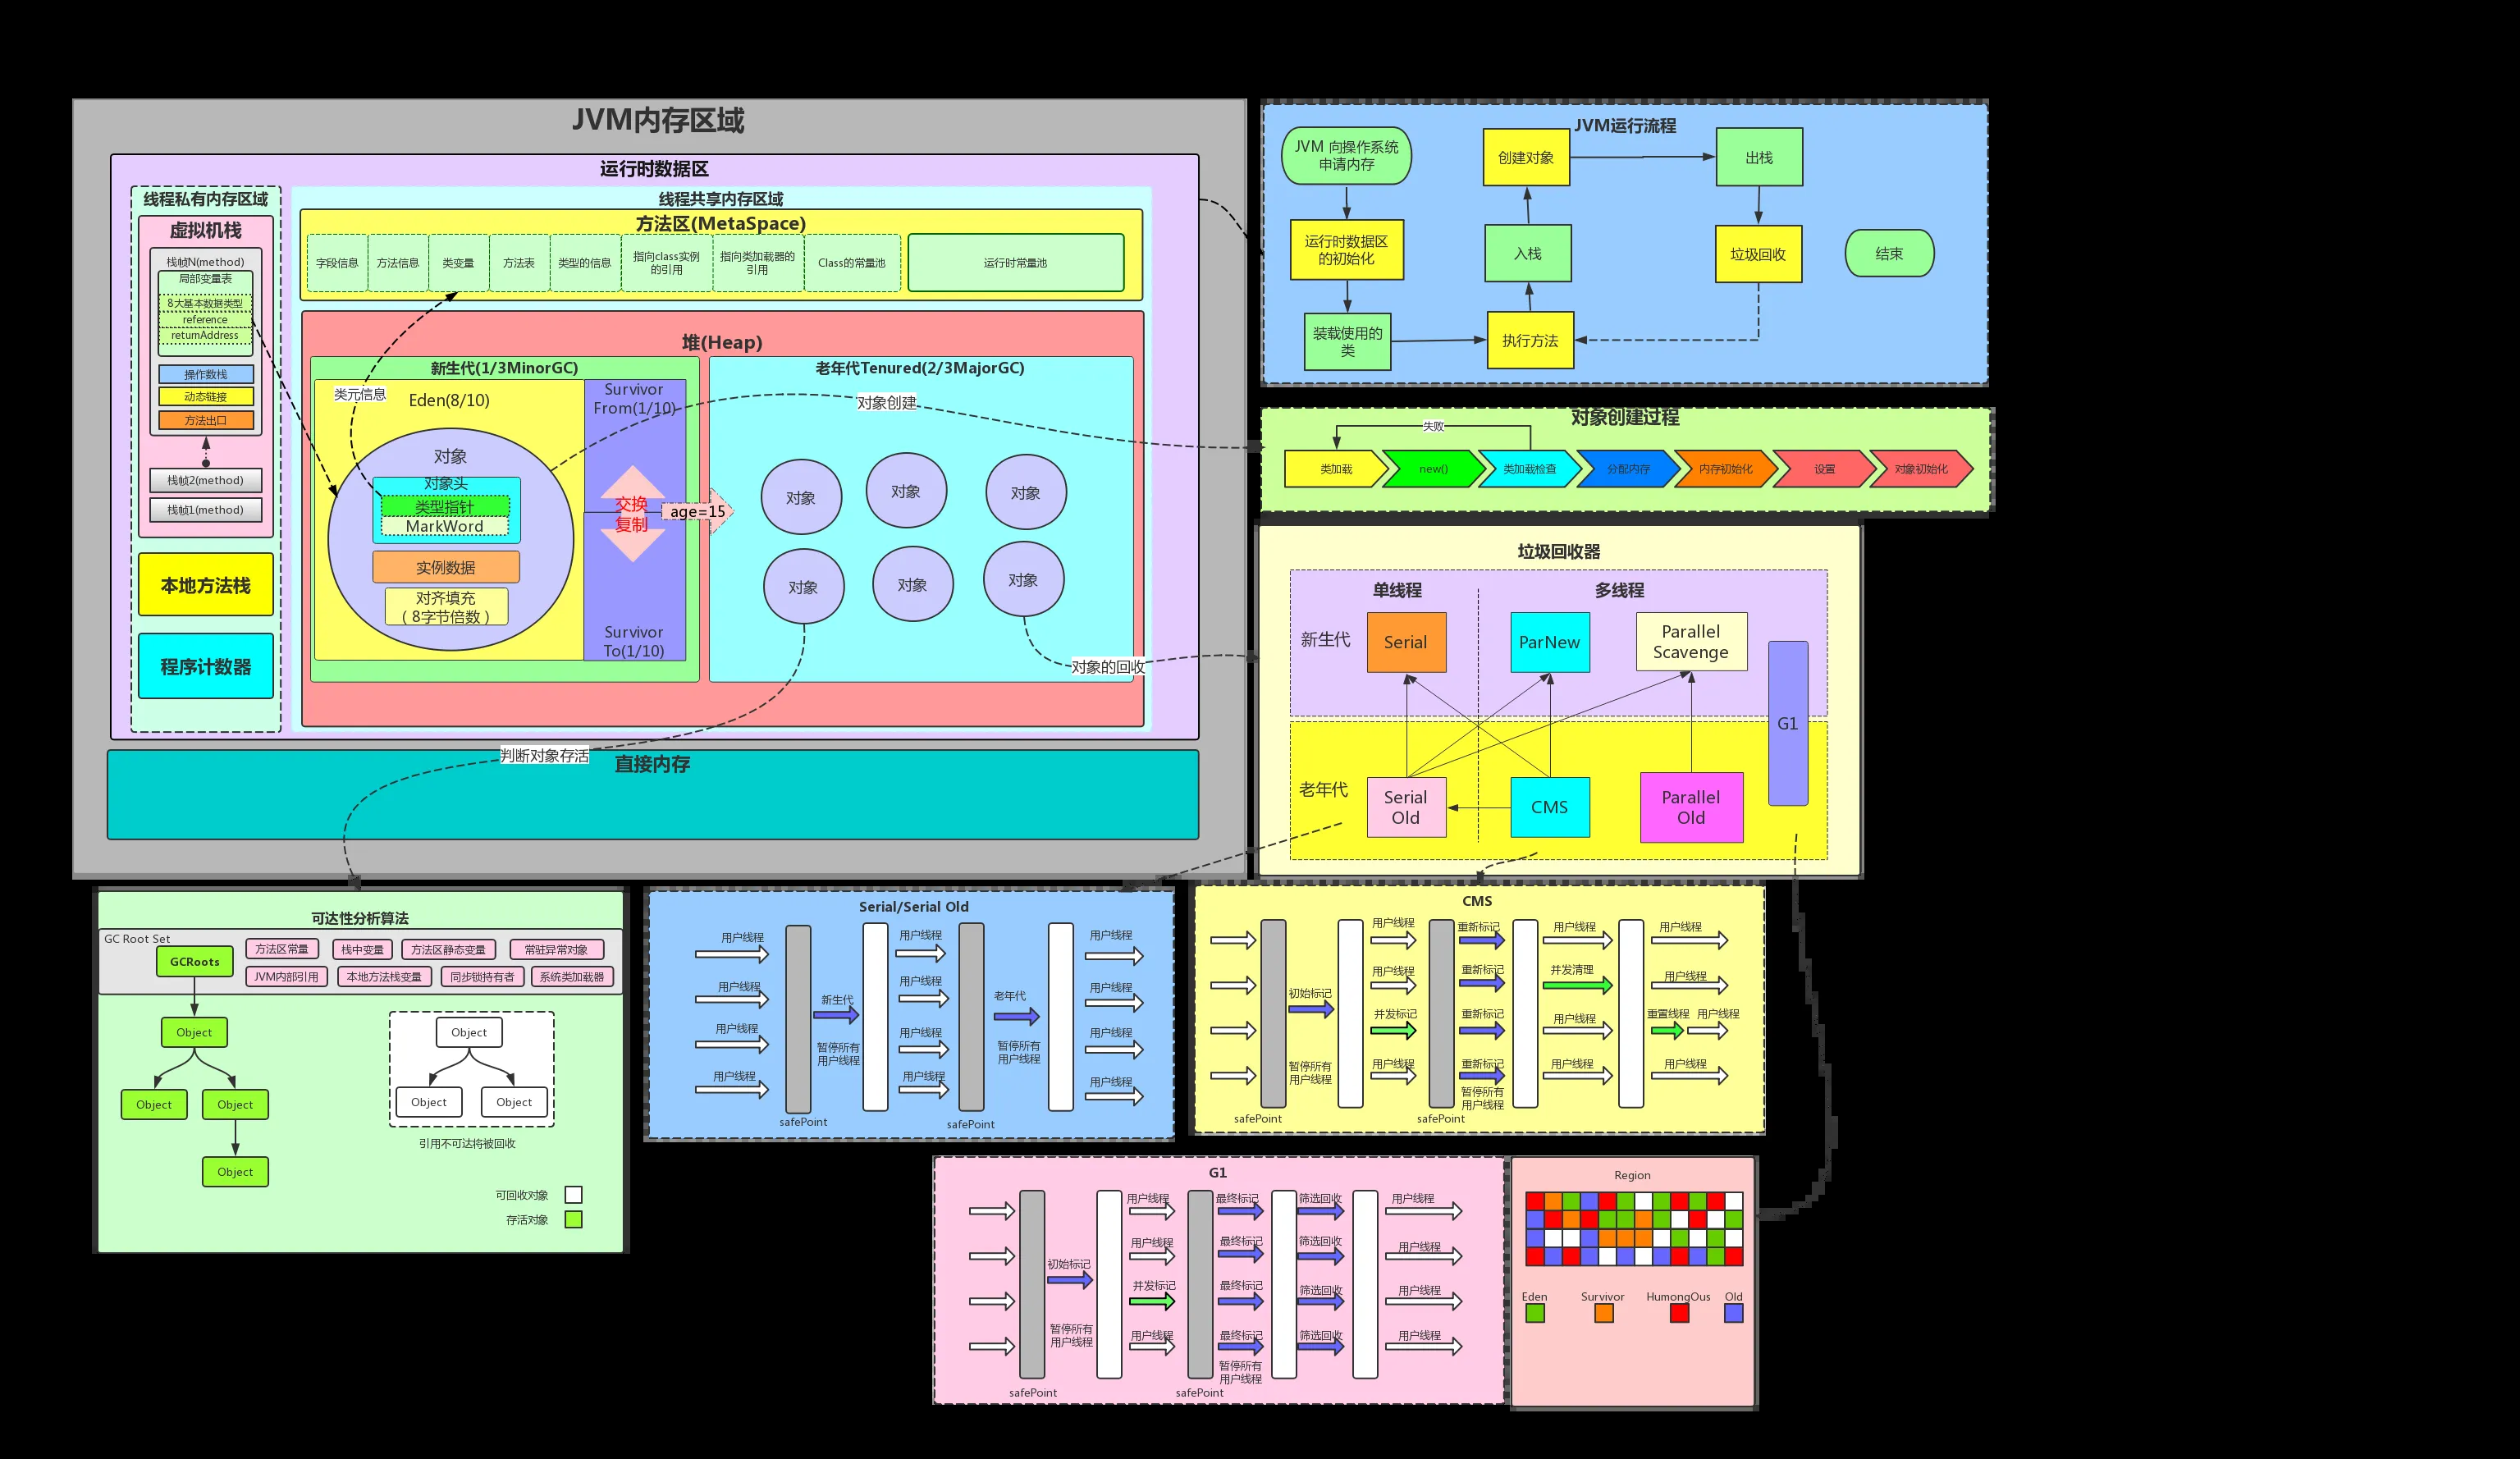 JVM内存区域
运行时数据区
线程私有内存区域
虚拟机栈
栈帧N(method)
局部变量表
8大基本数据类型
reference
returnAddress
操作数栈
动态链接
方法出口
栈帧2(method)
栈帧1(method)
本地方法栈
程序计数器
线程共享内存区域
方法区(MetaSpace)
字段信息
方法信息
类变量
方法表
类型的信息
指向class实例
的引用
指向类加载器的
引用
Class的常量池
运行时常量池
堆(Heap)
新生代(1/3MinorGC)
类元信息
Eden(8/10)
对象
对象头
类型指针
MarkWord
实例数据
对齐填充
（8字节倍数）
Survivor
From(1/10)
交换
复制
Survivor
To(1/10)
age=15
老年代Tenured(2/3MajorGC)
对象创建
对象
对象
对象
对象
对象
对象
对象的回收
判断对象存活
直接内存
JVM运行流程
JVM 向操作系统
申请内存
运行时数据区
的初始化
装载使用的
类
执行方法
入栈
创建对象
出栈
垃圾回收
结束
对象创建过程
失败
类加载
new()
类加载检查
分配内存
内存初始化
设置
对象初始化
垃圾回收器
单线程
多线程
新生代
Serial
ParNew
Parallel
Scavenge
G1
老年代
Serial
Old
CMS
Parallel
Old
可达性分析算法
GC Root Set
GCRoots
方法区常量
栈中变量
方法区静态变量
常驻异常对象
JVM内部引用
本地方法栈变量
同步锁持有者
系统类加载器
Object
Object
Object
Object
Object
Object
Object
引用不可达将被回收
可回收对象
存活对象
Serial/Serial Old
用户线程
用户线程
用户线程
用户线程
safePoint
新生代
暂停所有
用户线程
用户线程
用户线程
用户线程
用户线程
safePoint
老年代
暂停所有
用户线程
用户线程
用户线程
用户线程
用户线程
CMS
safePoint
初始标记
暂停所有
用户线程
用户线程
用户线程
并发标记
用户线程
safePoint
重新标记
重新标记
重新标记
重新标记
暂停所有
用户线程
用户线程
并发清理
用户线程
用户线程
用户线程
用户线程
重置线程
用户线程
用户线程
G1
safePoint
初始标记
暂停所有
用户线程
用户线程
用户线程
并发标记
用户线程
safePoint
最终标记
最终标记
最终标记
最终标记
暂停所有
用户线程
筛选回收
筛选回收
筛选回收
筛选回收
用户线程
用户线程
用户线程
用户线程
Region
Eden
Survivor
HumongOus
Old